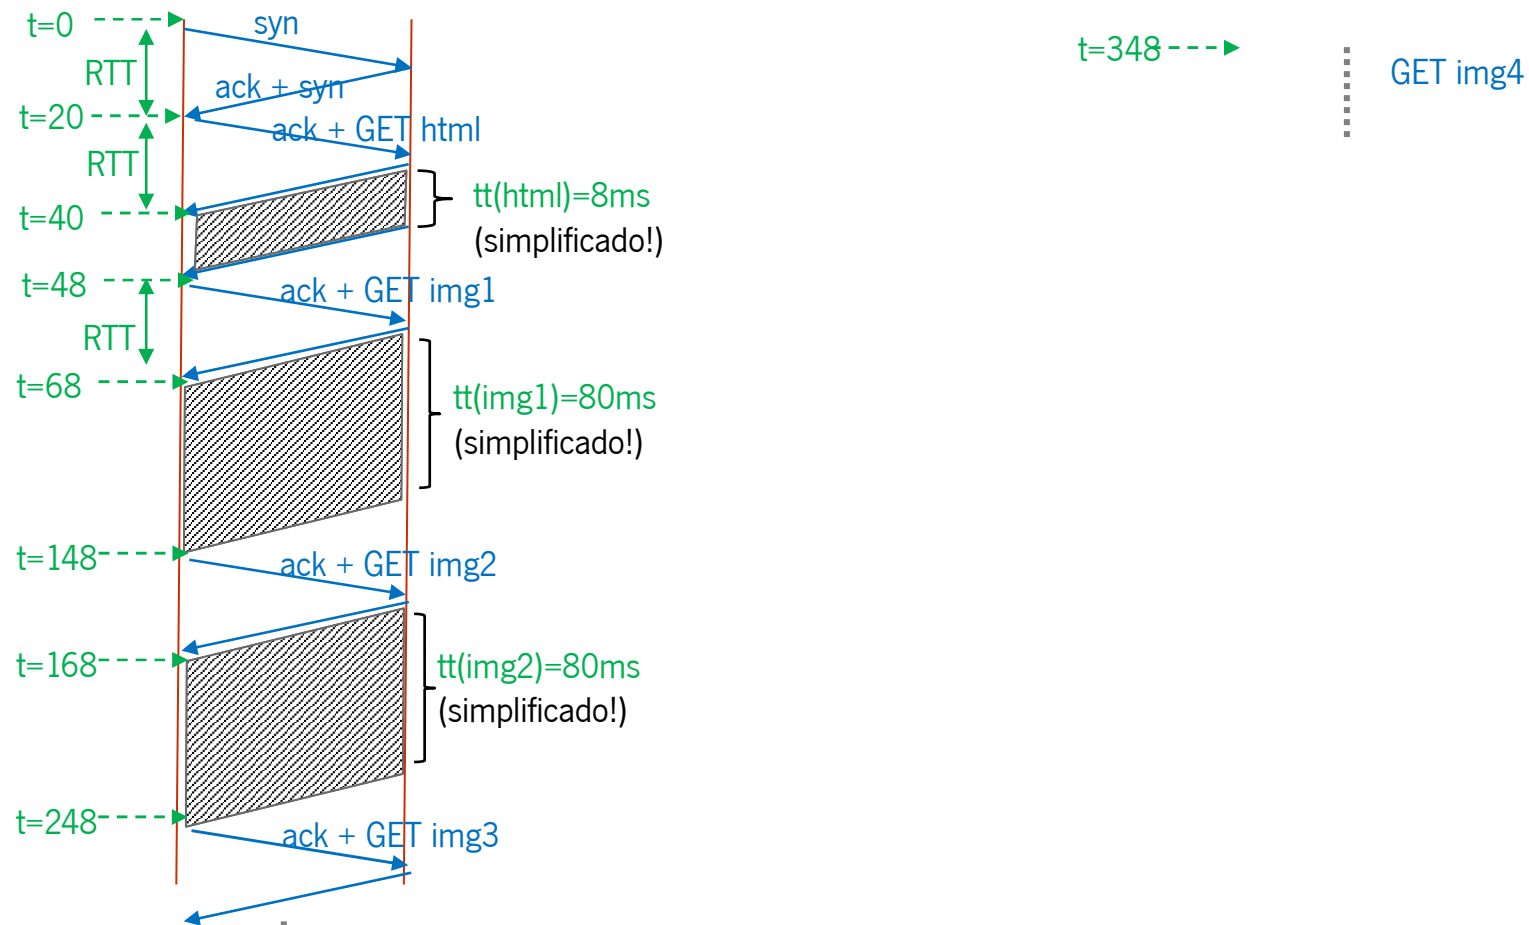 t=0
syn
RTT
ack + syn
t=20
ack + GET html
RTT
tt(html)=8ms
(simplificado!)
t=40
t=48
ack + GET img1
RTT
t=68
tt(img1)=80ms
(simplificado!)
t=148
ack + GET img2
t=168
tt(img2)=80ms
(simplificado!)
t=248
ack + GET img3
t=348
GET img4